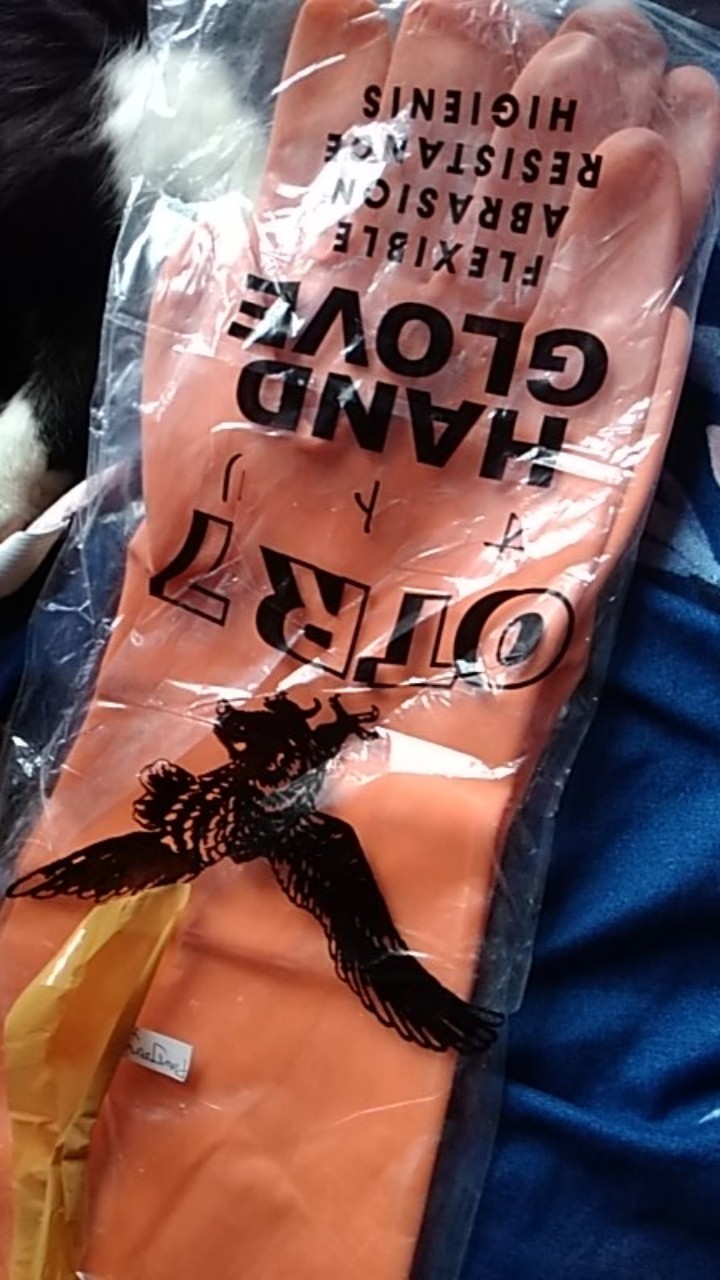 OTR 7
HAND
GLOVE
FLEXIBLE
ABRASION
RESISTANCE
HIGIENIS